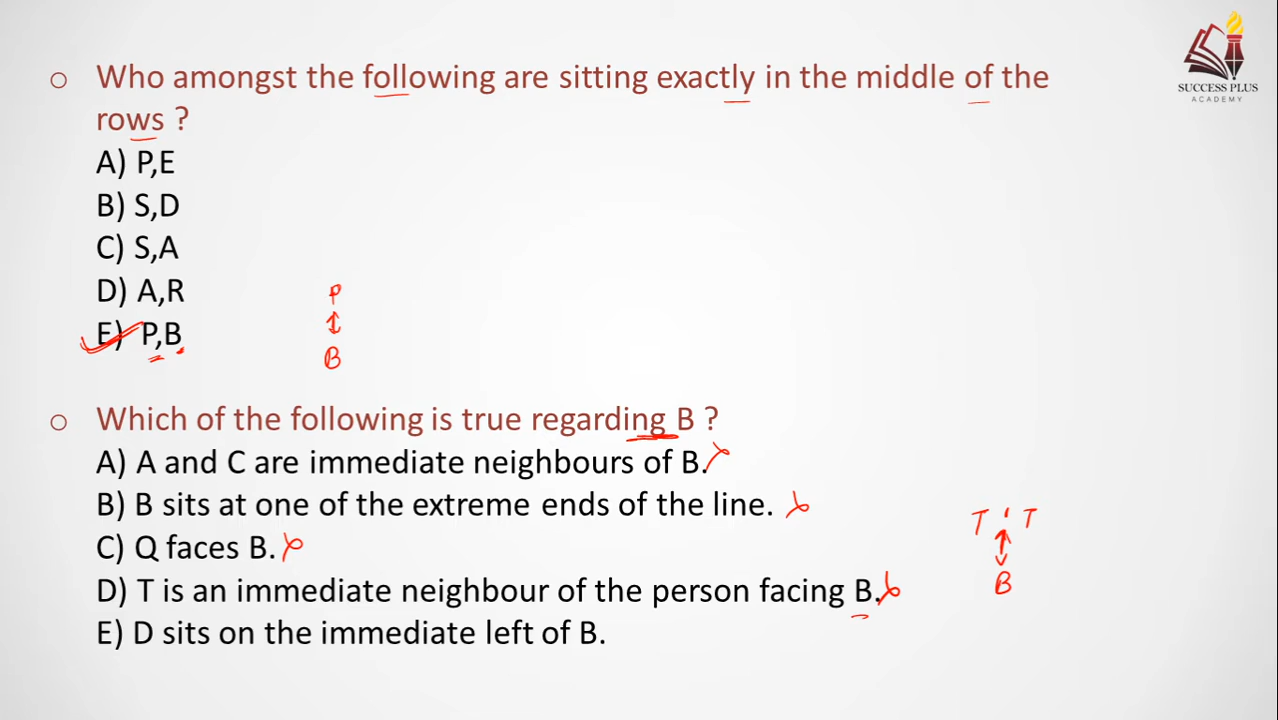 SUCCESS PLUS
ACADEMY
o Who amongst the following are sitting exactly in the middle of the
rows ?
A) P,E
B) S,D
C) S,A
D) A,R
E) P,B
P
B
o Which of the following is true regarding B ?
A) A and C are immediate neighbours of B.
B) B sits at one of the extreme ends of the line.
C) Q faces B.
D) T is an immediate neighbour of the person facing B.
E) D sits on the immediate left of B.
T T
B